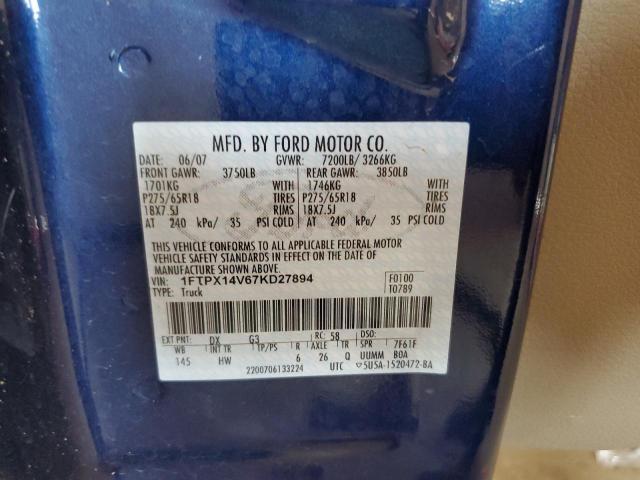 MFD. BY FORD MOTOR CO.
DATE: 06/07 GVWR: 7200LB/ 3266KG
FRONT GAWR: 3750LB REAR GAWR: 3850LB
1701KG WITH 1746KG WITH
P275/65R18 TIRES P275/65R18 TIRES
18X7.5J RIMS 18X7.5J RIMS
AT 240 kPa/ 35 PSI COLD AT 240 kPa/ 35 PSI COLD
THIS VEHICLE CONFORMS TO ALL APPLICABLE FEDERAL MOTOR
VEHICLE SAFETY STANDARDS IN EFFECT ON THE DATE OF
MANUFACTURE SHOWN ABOVE.
VIN: 1FTPX14V67KD27894 F0100
TYPE: Truck T0789
EXT PNT: DX G3 RC: 58 DSO:
WB INT TR TP/PS R AXLE TR SPR 7F61F
145 HW 6 26 Q UUMM BOA
2200706133224 UTC 5USA-1520472-BA